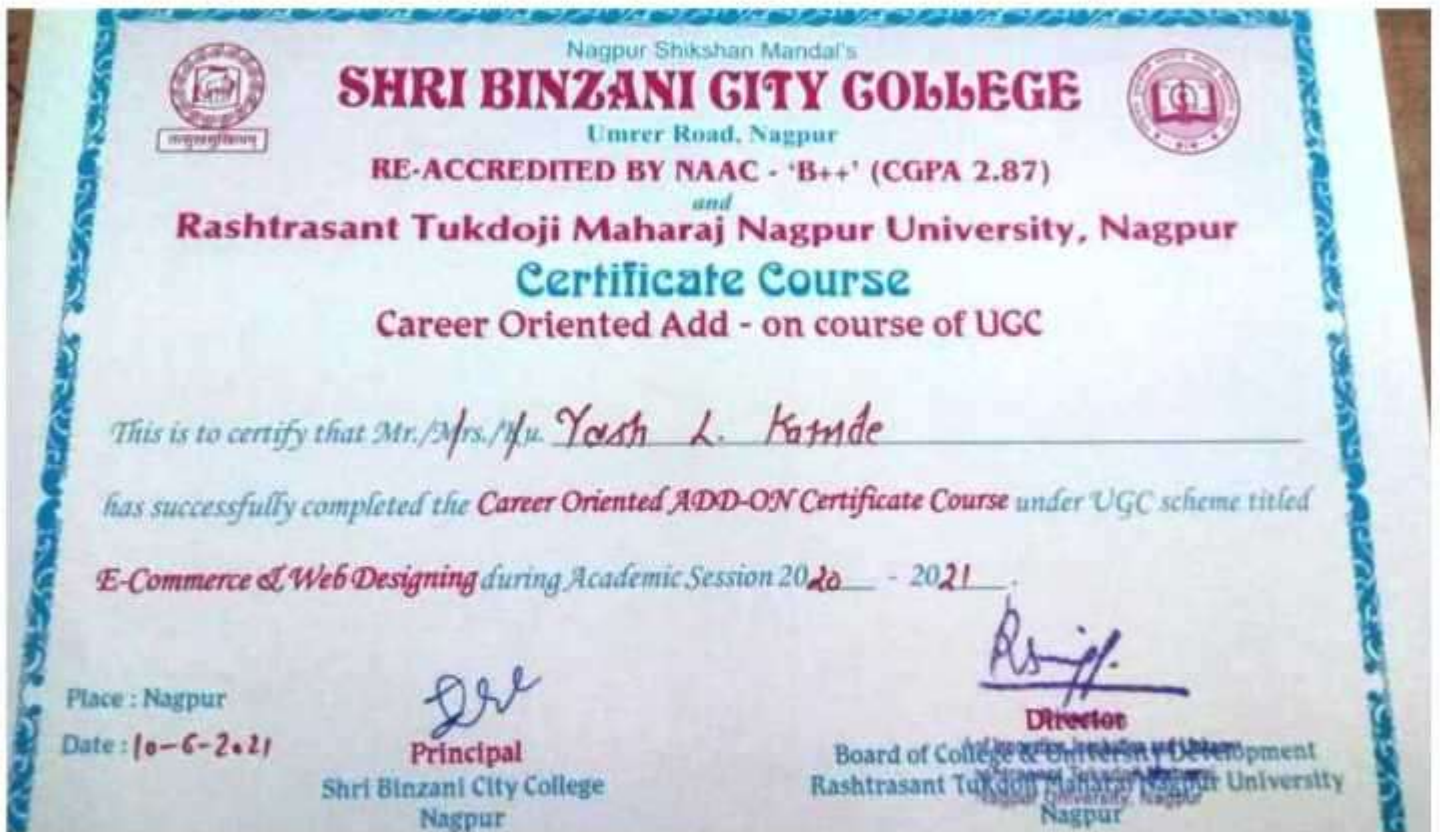 Nagpur Shikshan Mandal's
SHRI BINZANI CITY COLLEGE
Umrer Road, Nagpur
RE-ACCREDITED BY NAAC - 'B++' (CGPA 2.87)
and
Rashtrasant Tukdoji Maharaj Nagpur University, Nagpur
Certificate Course
Career Oriented Add - on course of UGC
This is to certify that Mr./Mrs./Ku. Yash L. Kamde
has successfully completed the Career Oriented ADD-ON Certificate Course under UGC scheme titled
E-Commerce & Web Designing during Academic Session 2020 - 2021.
Place : Nagpur
Date : 10-6-2021
Principal
Shri Binzani City College
Nagpur
Director
Board of College & University Development
Rashtrasant Tukdoji Maharaj Nagpur University
Nagpur